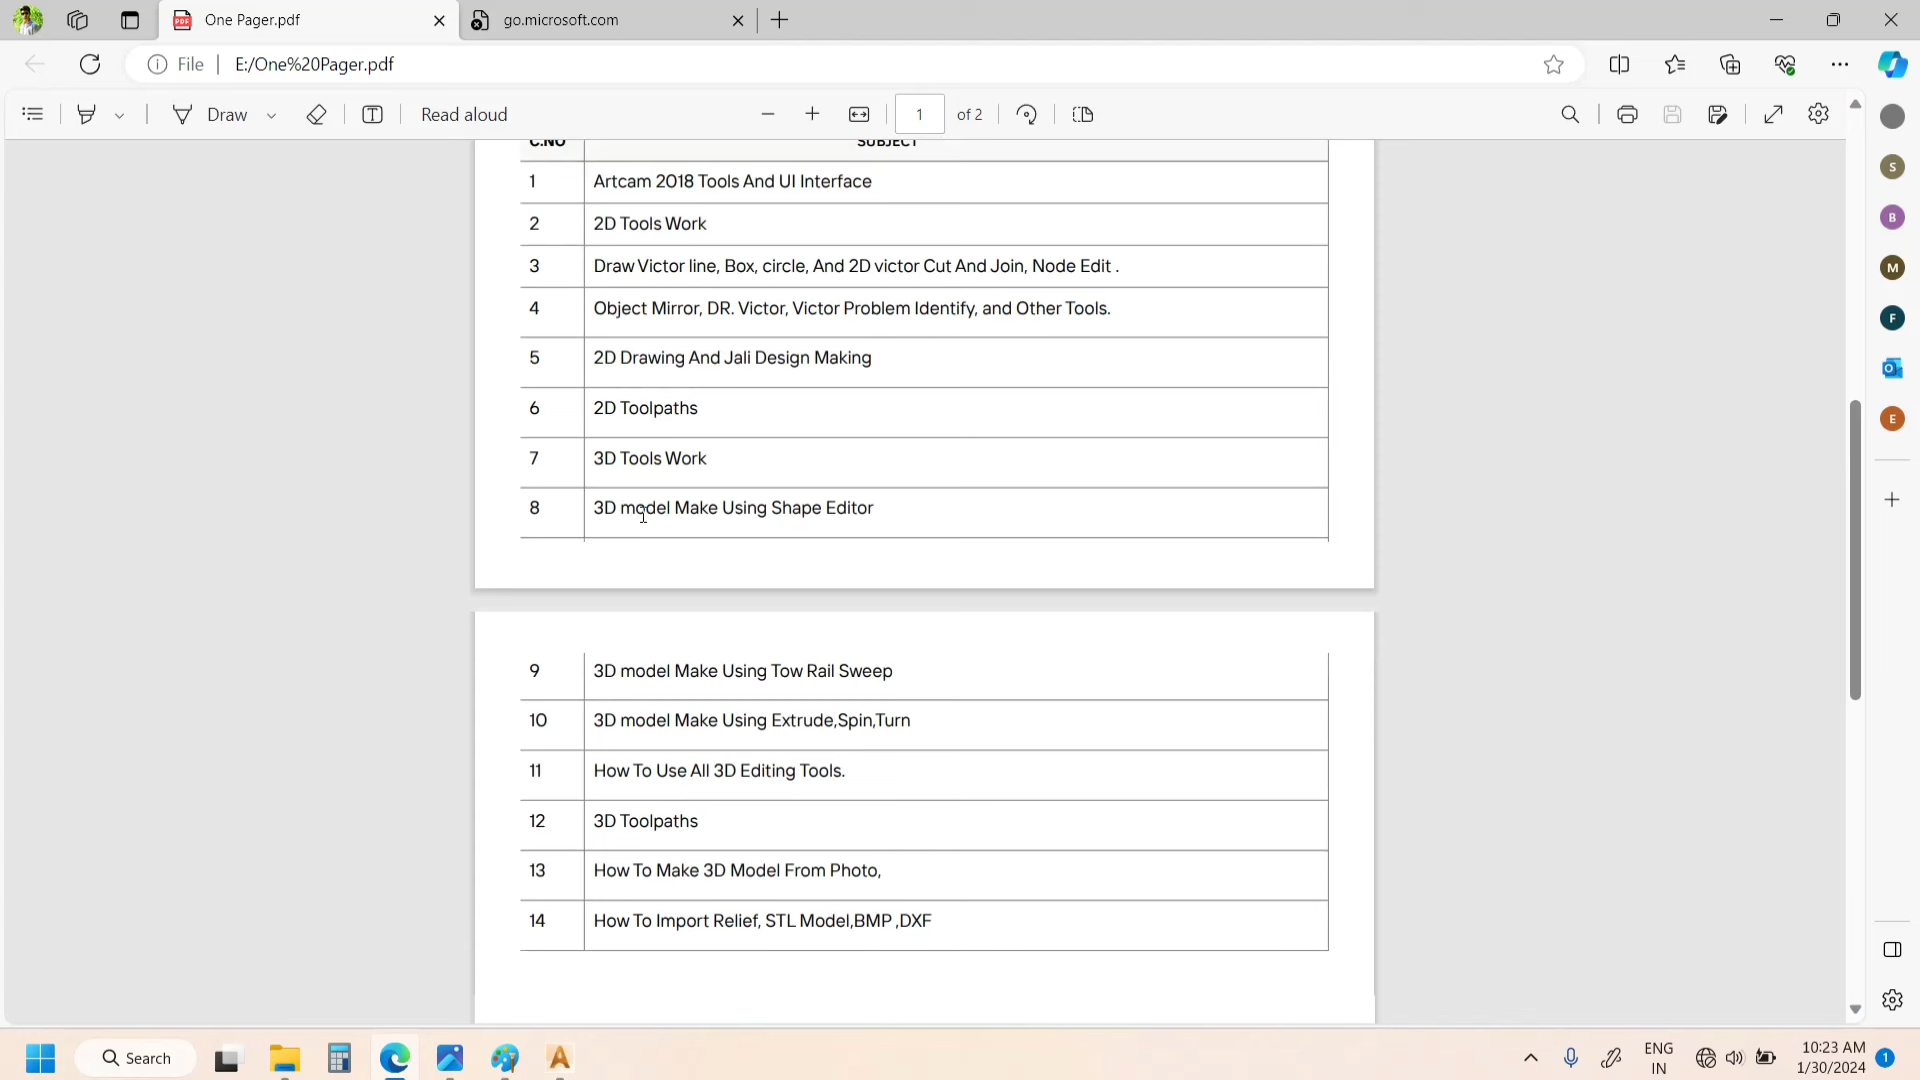 One Pager.pdf
go.microsoft.com
File
E:/One%20Pager.pdf
Draw
Read aloud
1
of 2
C.NO
SUBJECT
1
Artcam 2018 Tools And UI Interface
2
2D Tools Work
3
Draw Victor line, Box, circle, And 2D victor Cut And Join, Node Edit .
4
Object Mirror, DR. Victor, Victor Problem Identify, and Other Tools.
5
2D Drawing And Jali Design Making
6
2D Toolpaths
7
3D Tools Work
8
3D model Make Using Shape Editor
9
3D model Make Using Tow Rail Sweep
10
3D model Make Using Extrude,Spin,Turn
11
How To Use All 3D Editing Tools.
12
3D Toolpaths
13
How To Make 3D Model From Photo,
14
How To Import Relief, STL Model,BMP ,DXF
S
B
M
F
E
Search
ENG
IN
10:23 AM
1/30/2024
1